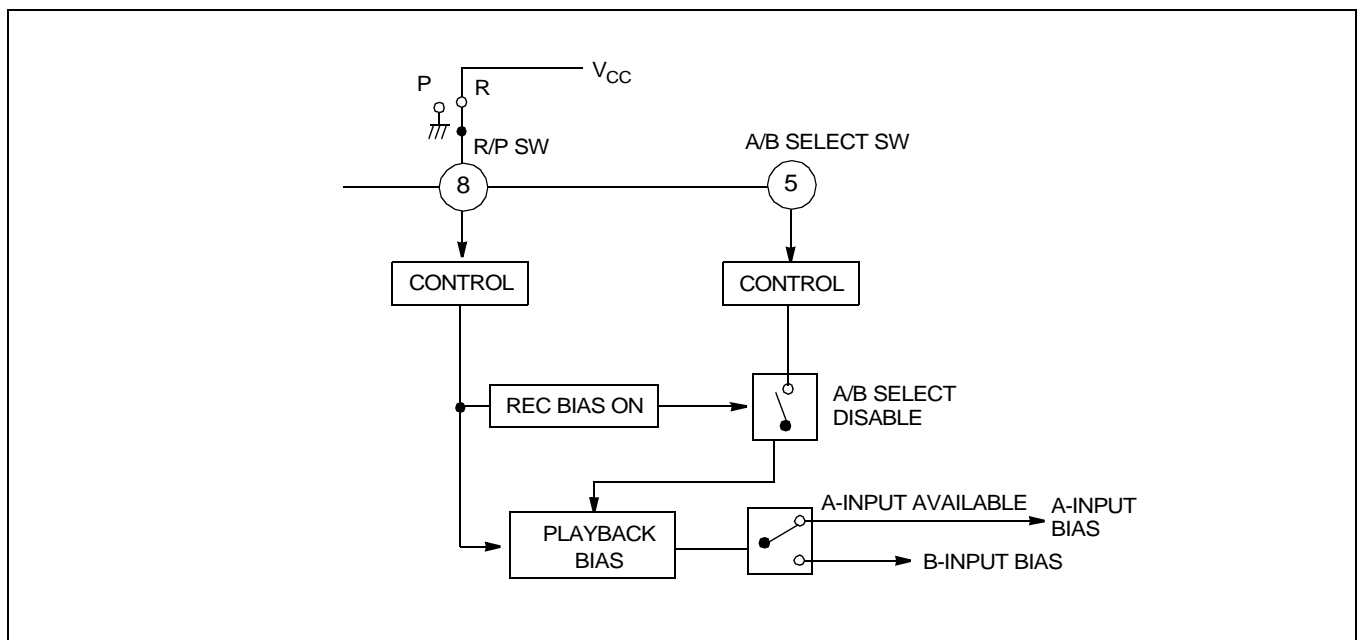 V_CC
P
R
R/P SW
A/B SELECT SW
8
5
CONTROL
CONTROL
REC BIAS ON
A/B SELECT
DISABLE
PLAYBACK
BIAS
A-INPUT AVAILABLE
A-INPUT
BIAS
B-INPUT BIAS